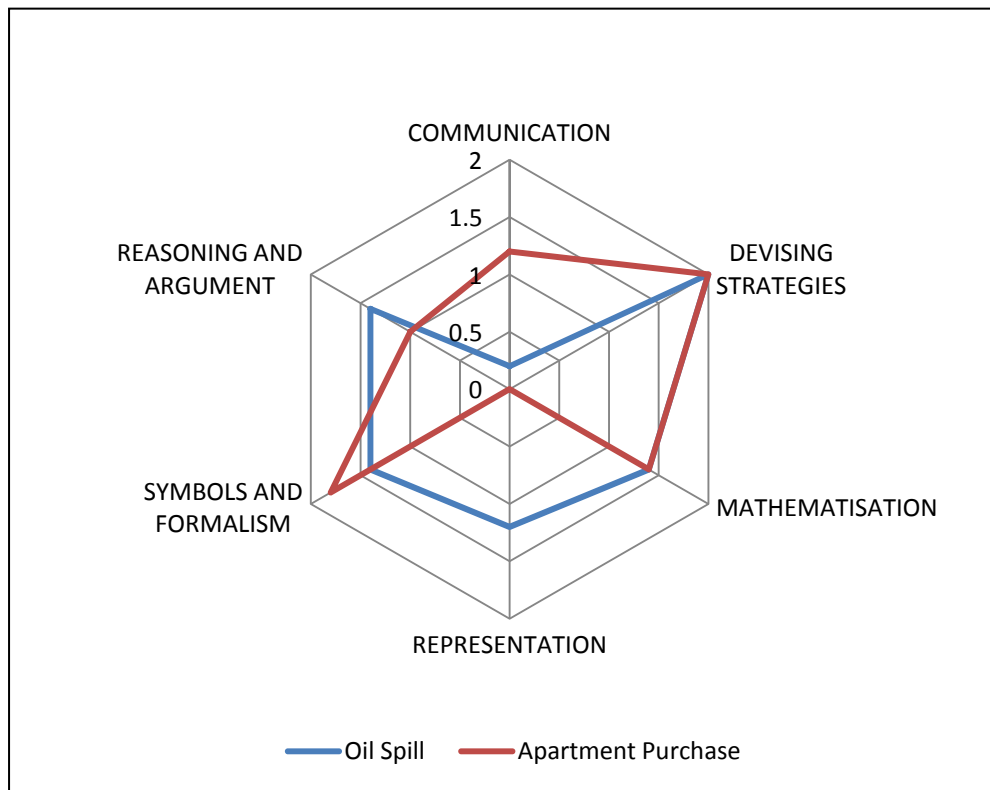 COMMUNICATION
2
1.5
1
0.5
0
DEVISING
STRATEGIES
MATHEMATISATION
REPRESENTATION
SYMBOLS AND
FORMALISM
REASONING AND
ARGUMENT
Oil Spill
Apartment Purchase